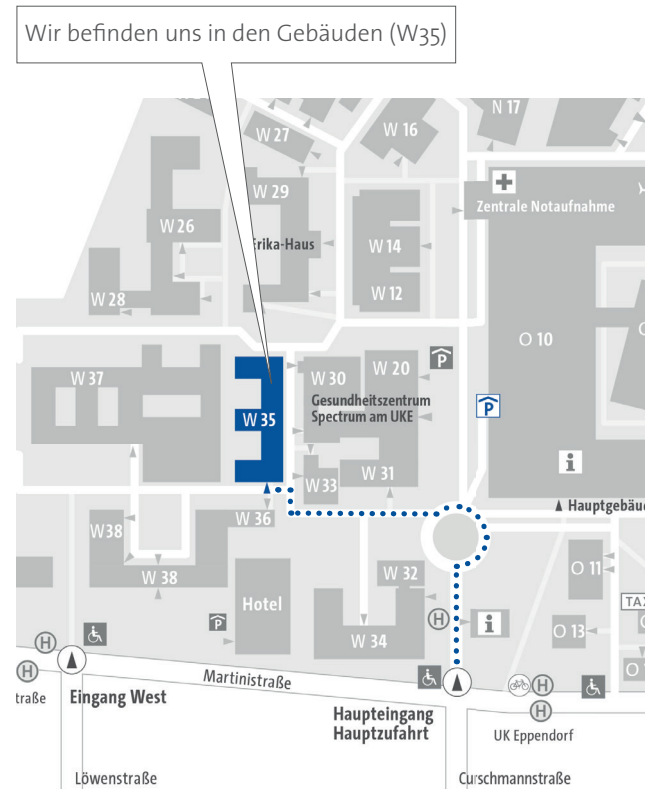 Wir befinden uns in den Gebäuden (W35)
W 27
W 16
N 17
W 29
Zentrale Notaufnahme
W 26
Erika-Haus
W 14
W 28
W 12
O 10
W 37
W 30
W 20
P
P
Gesundheitszentrum
Spectrum am UKE
W 35
i
W 33
W 31
Hauptgebäud
W38
W 36
W 38
W 32
O 11
Hotel
P
H
i
TAX
O 13
W 34
H
H
Martinistraße
H
traße
Eingang West
Haupteingang
Hauptzufahrt
H
UK Eppendorf
Löwenstraße
Curschmannstraße